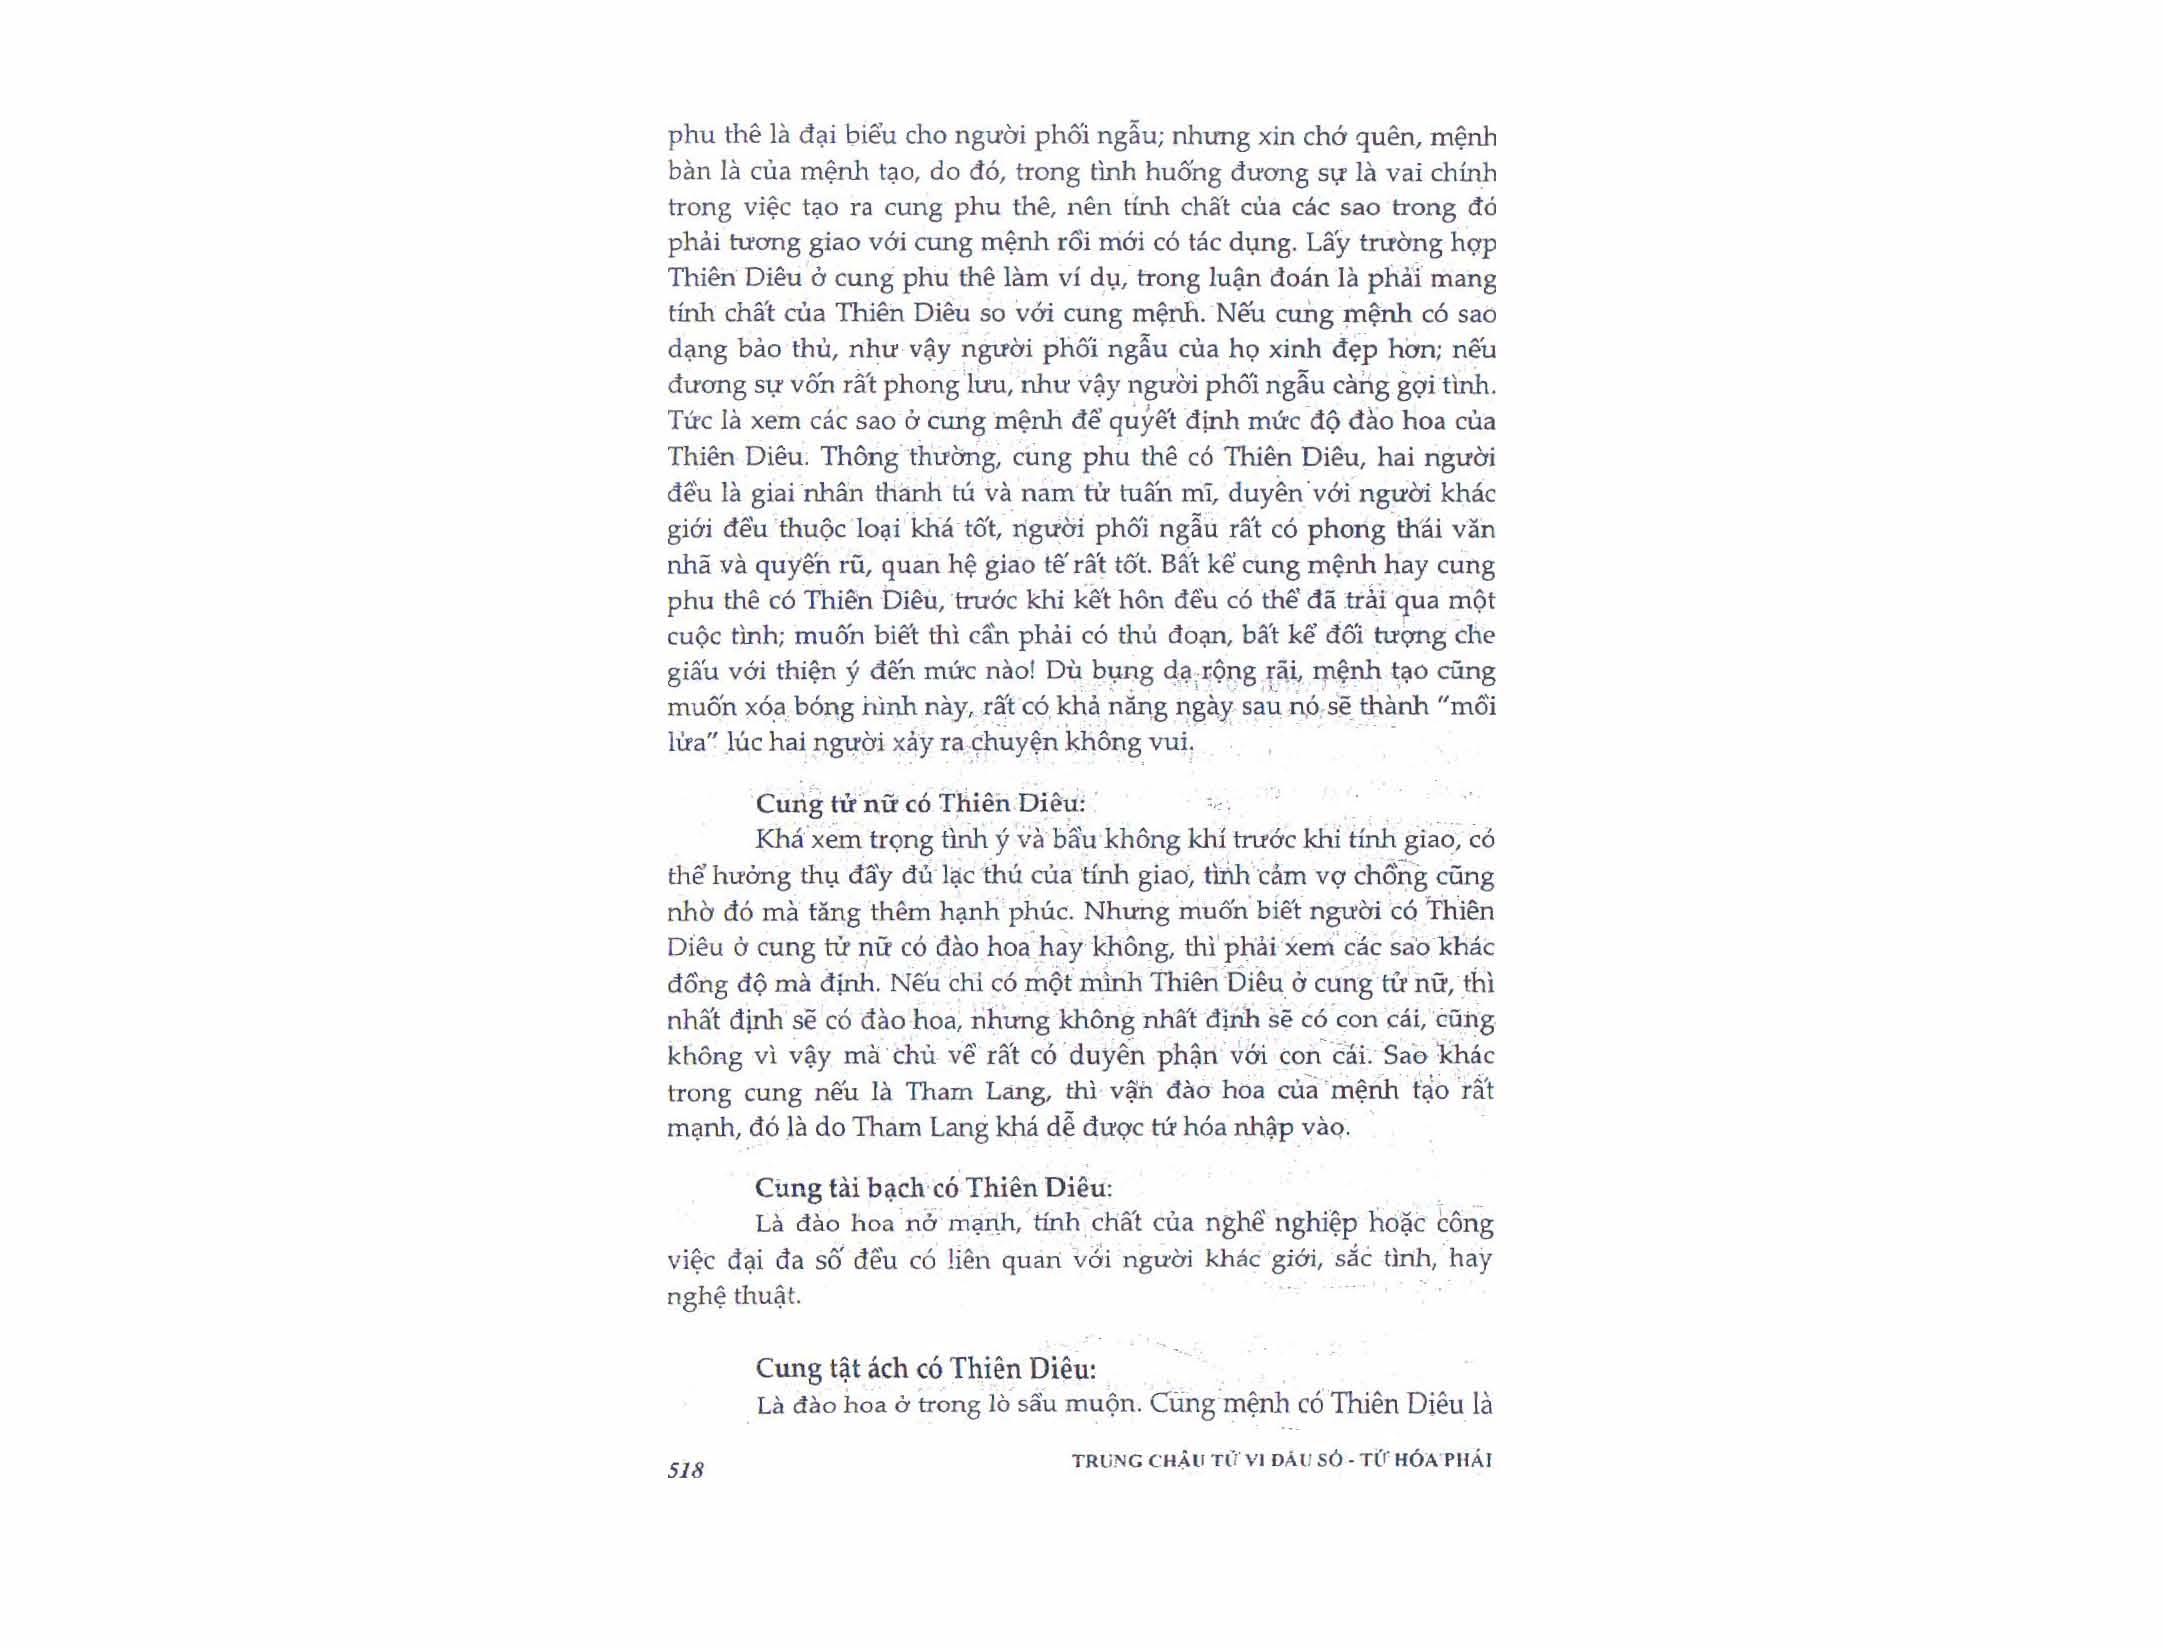 phu thê là đại biểu cho người phối ngẫu; nhưng xin chớ quên, mệnh
bàn là của mệnh tạo, do đó, trong tình huống đương sự là vai chính
trong việc tạo ra cung phu thê, nên tính chất của các sao trong đó
phải tương giao với cung mệnh rồi mới có tác dụng. Lấy trường hợp
Thiên Diêu ở cung phu thê làm ví dụ, trong luận đoán là phải mang
tính chất của Thiên Diêu so với cung mệnh. Nếu cung mệnh có sao
dạng bảo thủ, như vậy người phối ngẫu của họ xinh đẹp hơn; nếu
đương sự vốn rất phong lưu, như vậy người phối ngẫu càng gợi tình.
Tức là xem các sao ở cung mệnh để quyết định mức độ đào hoa của
Thiên Diêu. Thông thường, cung phu thê có Thiên Diêu, hai người
đều là giai nhân thanh tú và nam tử tuấn mĩ, duyên với người khác
giới đều thuộc loại khá tốt, người phối ngẫu rất có phong thái văn
nhã và quyến rũ, quan hệ giao tế rất tốt. Bất kể cung mệnh hay cung
phu thê có Thiên Diêu, trước khi kết hôn đều có thể đã trải qua một
cuộc tình; muốn biết thì cần phải có thủ đoạn, bất kể đối tượng che
giấu với thiện ý đến mức nào! Dù bụng dạ rộng rãi, mệnh tạo cũng
muốn xóa bóng hình này, rất có khả năng ngày sau nó sẽ thành "mồi
lửa" lúc hai người xảy ra chuyện không vui.
Cung tử nữ có Thiên Diêu:
Khá xem trọng tình ý và bầu không khí trước khi tính giao, có
thể hưởng thụ đầy đủ lạc thú của tính giao, tình cảm vợ chồng cũng
nhờ đó mà tăng thêm hạnh phúc. Nhưng muốn biết người có Thiên
Diêu ở cung tử nữ có đào hoa hay không, thì phải xem các sao khác
đồng độ mà định. Nếu chỉ có một mình Thiên Diêu ở cung tử nữ, thì
nhất định sẽ có đào hoa, nhưng không nhất định sẽ có con cái, cũng
không vì vậy mà chủ về rất có duyên phận với con cái. Sao khác
trong cung nếu là Tham Lang, thì vận đào hoa của mệnh tạo rất
mạnh, đó là do Tham Lang khá dễ được tứ hóa nhập vào.
Cung tài bạch có Thiên Diêu:
Là đào hoa nở mạnh, tính chất của nghề nghiệp hoặc công
việc đại đa số đều có liên quan với người khác giới, sắc tình, hay
nghệ thuật.
Cung tật ách có Thiên Diêu:
Là đào hoa ở trong lò sầu muộn. Cung mệnh có Thiên Diêu là
518
TRUNG CHÂU TỬ VI ĐẨU SỐ - TỨ HÓA PHÁI